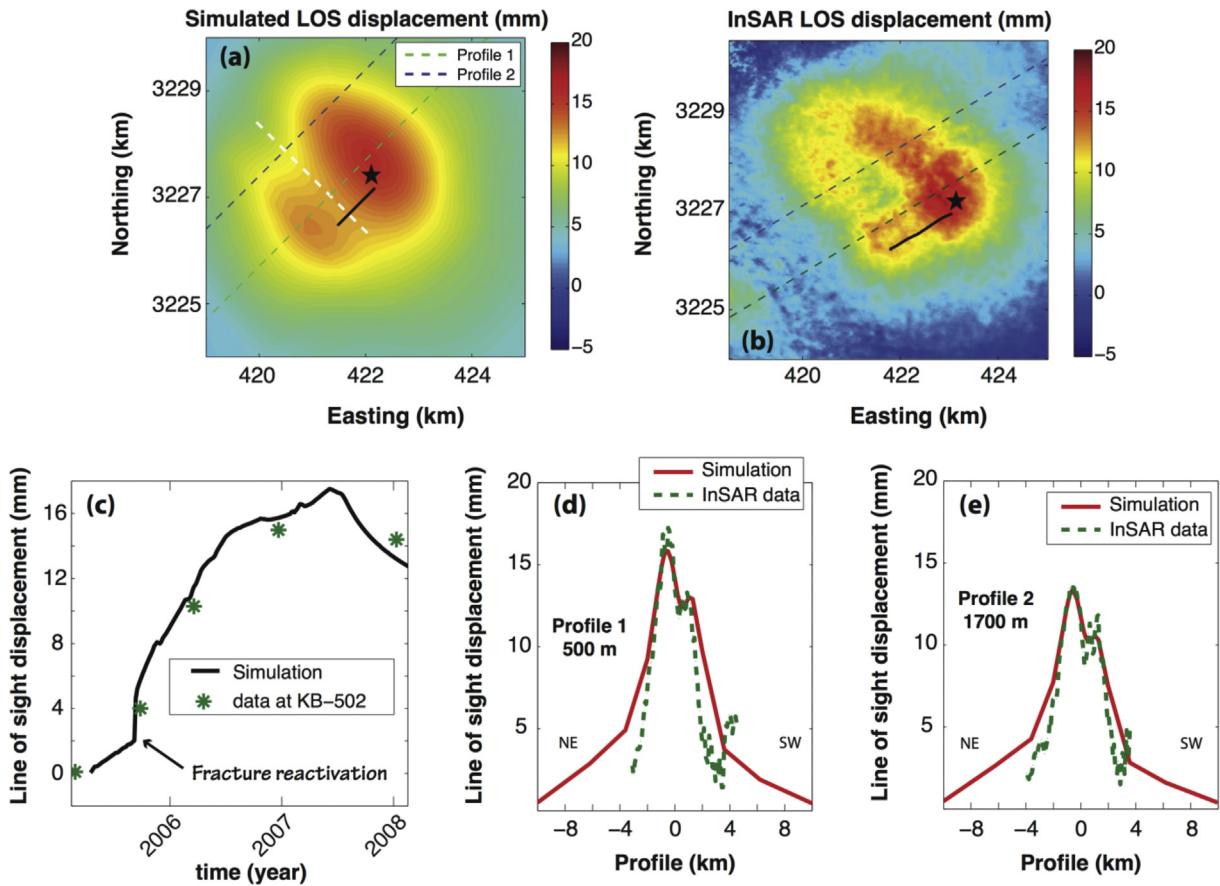 Simulated LOS displacement (mm)
(a)
Profile 1
Profile 2
3229
3227
3225
Northing (km)
420
422
424
Easting (km)
20
15
10
5
0
−5
InSAR LOS displacement (mm)
(b)
3229
3227
3225
Northing (km)
420
422
424
Easting (km)
20
15
10
5
0
−5
(c)
Line of sight displacement (mm)
16
12
8
4
0
Simulation
data at KB−502
Fracture reactivation
2006
2007
2008
time (year)
(d)
Line of sight displacement (mm)
20
15
10
5
Simulation
InSAR data
Profile 1
500 m
NE
SW
−8
−4
0
4
8
Profile (km)
(e)
Line of sight displacement (mm)
20
15
10
5
Simulation
InSAR data
Profile 2
1700 m
NE
SW
−8
−4
0
4
8
Profile (km)